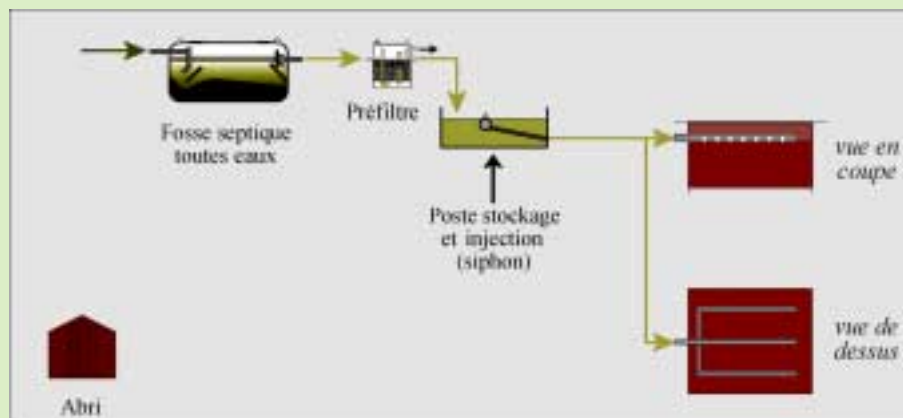 Fosse septique
toutes eaux
Préfiltre
Poste stockage
et injection
(siphon)
vue en
coupe
vue de
dessus
Abri